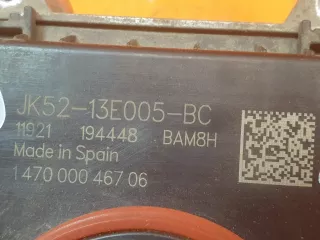 JK52-13E005-BC
11921 194448 BAM8H
Made in Spain
1 470 000 467 06